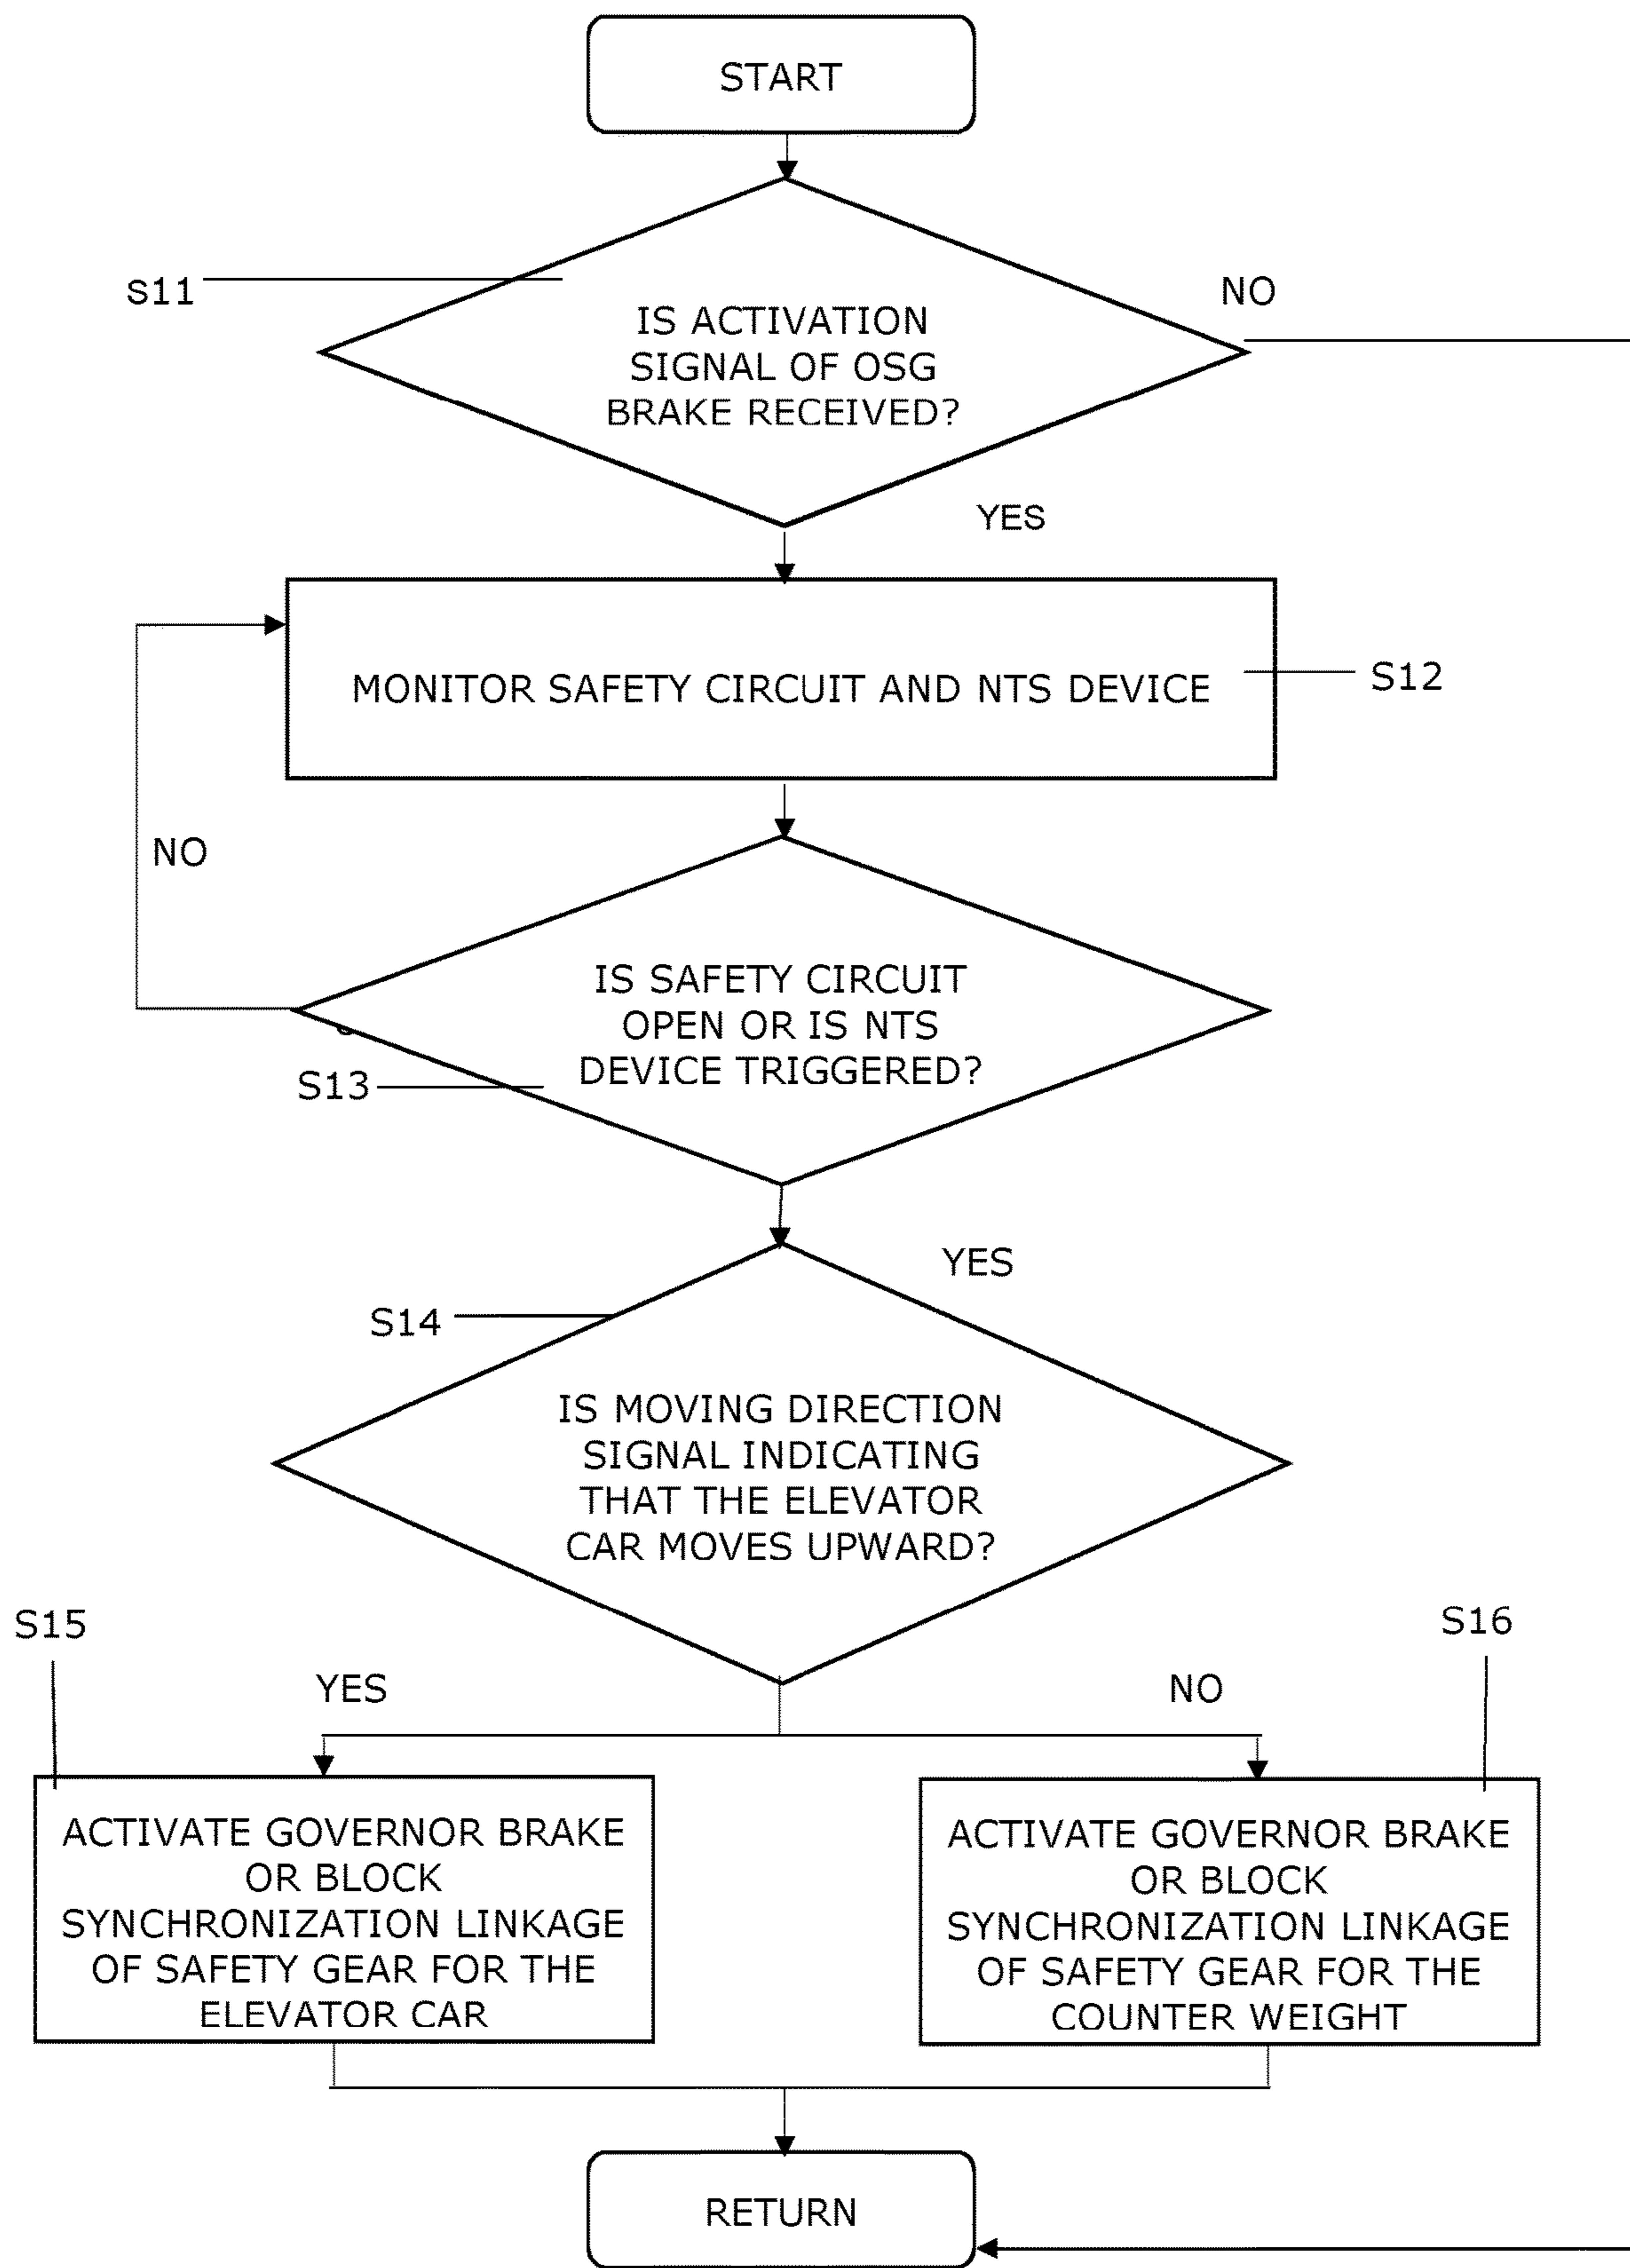 START
S11
NO
IS ACTIVATION
SIGNAL OF OSG
BRAKE RECEIVED?
YES
MONITOR SAFETY CIRCUIT AND NTS DEVICE
S12
NO
IS SAFETY CIRCUIT
OPEN OR IS NTS
DEVICE TRIGGERED?
S13
YES
S14
IS MOVING DIRECTION
SIGNAL INDICATING
THAT THE ELEVATOR
CAR MOVES UPWARD?
S15
S16
YES
NO
ACTIVATE GOVERNOR BRAKE
OR BLOCK
SYNCHRONIZATION LINKAGE
OF SAFETY GEAR FOR THE
ELEVATOR CAR
ACTIVATE GOVERNOR BRAKE
OR BLOCK
SYNCHRONIZATION LINKAGE
OF SAFETY GEAR FOR THE
COUNTER WEIGHT
RETURN